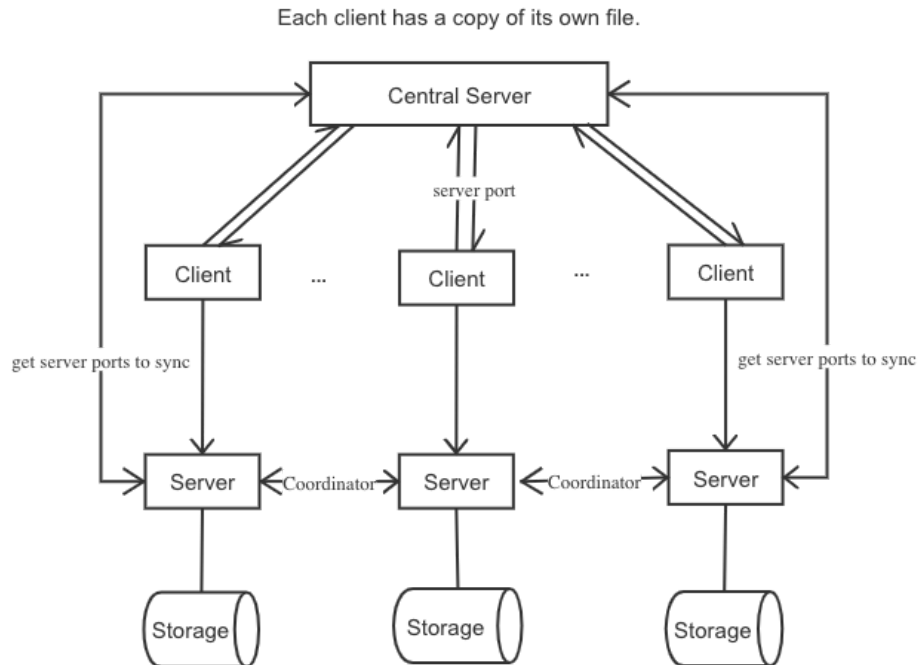 Each client has a copy of its own file.
Central Server
server port
Client
...
Client
...
Client
get server ports to sync
get server ports to sync
Server
Coordinator
Server
Coordinator
Server
Storage
Storage
Storage